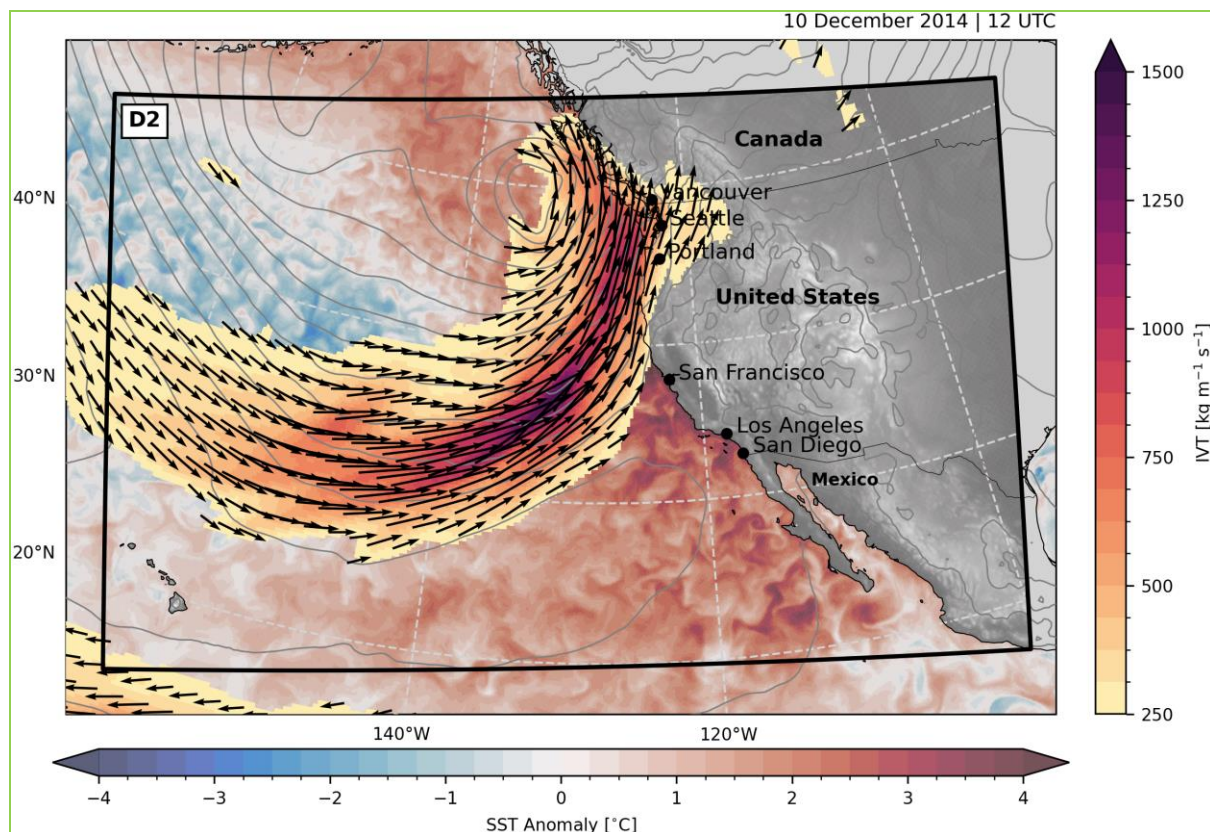 10 December 2014 | 12 UTC
D2
Canada
40°N
Vancouver
Seattle
Portland
United States
30°N
San Francisco
Los Angeles
San Diego
Mexico
20°N
140°W
120°W
1500
1250
1000
750
500
250
IVT [kg m⁻¹ s⁻¹]
−4 −3 −2 −1 0 1 2 3 4
SST Anomaly [°C]